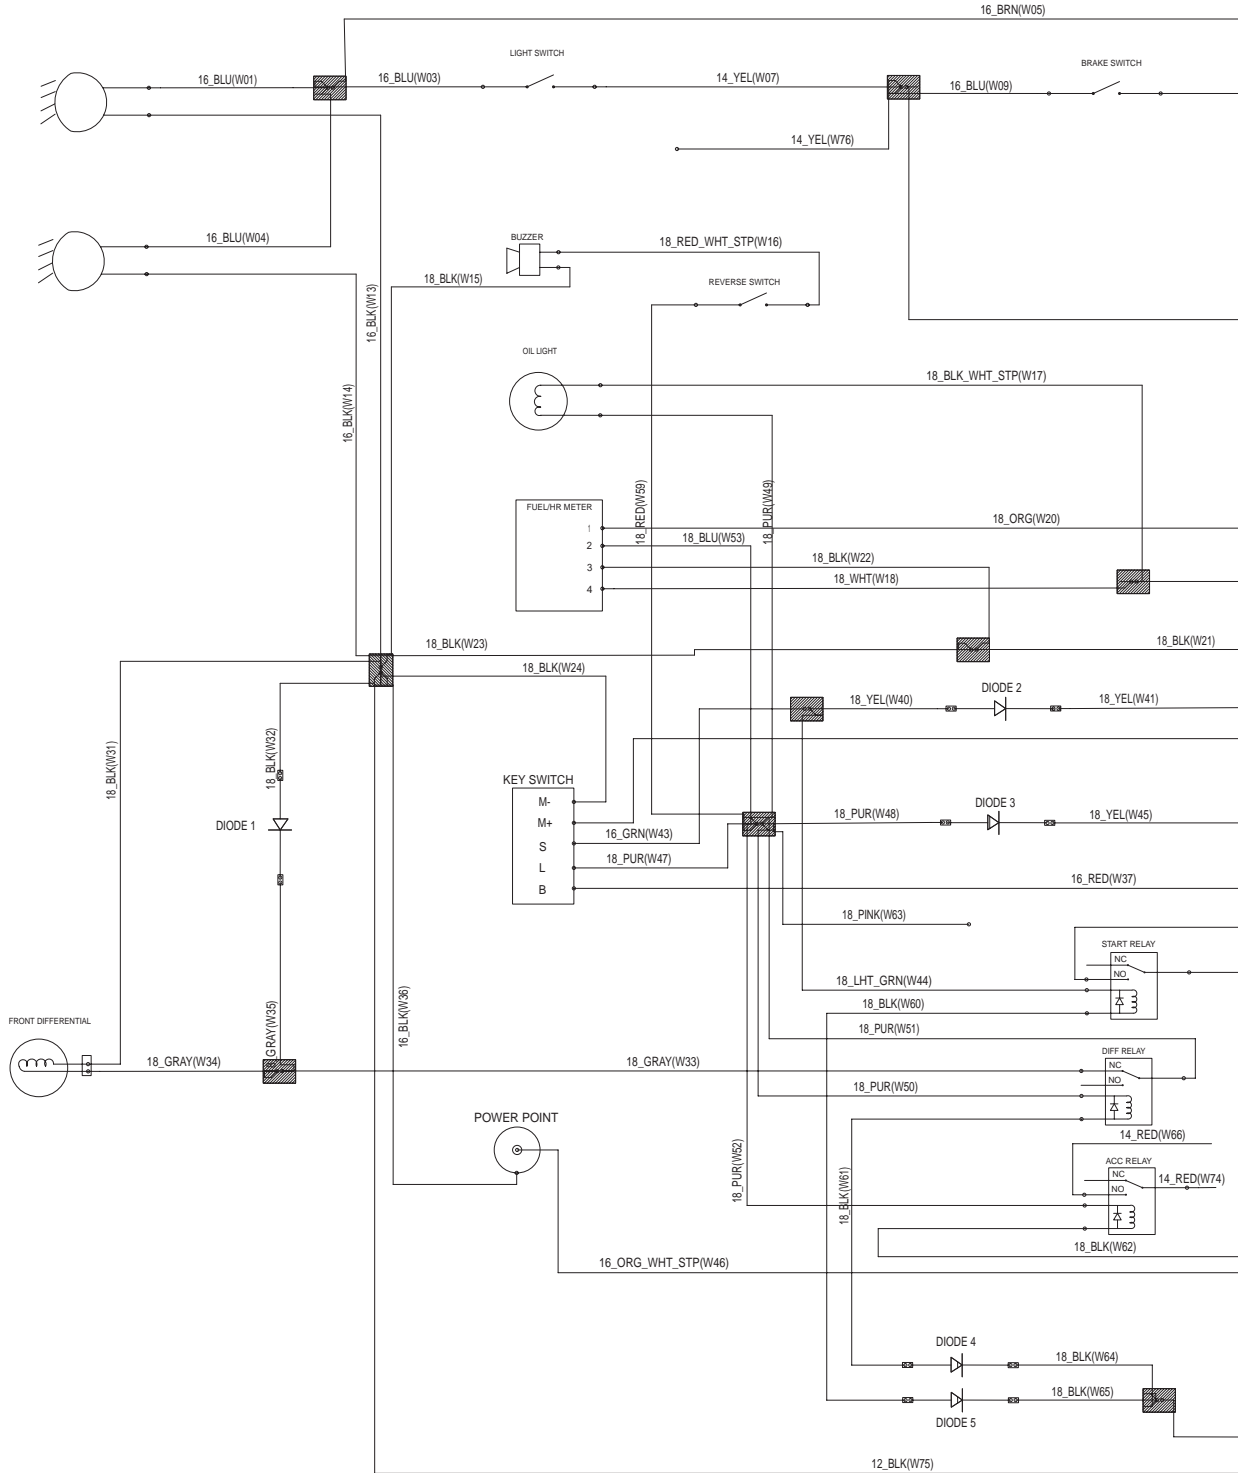 16_BRN(W05)
LIGHT SWITCH
BRAKE SWITCH
16_BLU(W01)
16_BLU(W03)
14_YEL(W07)
16_BLU(W09)
14_YEL(W76)
16_BLU(W04)
BUZZER
18_RED_WHT_STP(W16)
18_BLK(W15)
REVERSE SWITCH
16_BLK(W13)
OIL LIGHT
18_BLK_WHT_STP(W17)
16_BLK(W14)
18_RED(W59)
18_PUR(W49)
FUEL/HR METER
1
18_ORG(W20)
2
18_BLU(W53)
3
18_BLK(W22)
4
18_WHT(W18)
18_BLK(W23)
18_BLK(W21)
18_BLK(W24)
DIODE 2
18_YEL(W40)
18_YEL(W41)
18_BLK(W31)
18_BLK(W32)
KEY SWITCH
M-
M+
S
L
B
DIODE 1
DIODE 3
18_PUR(W48)
18_YEL(W45)
16_GRN(W43)
18_PUR(W47)
16_RED(W37)
18_PINK(W63)
START RELAY
NC
NO
18_LHT_GRN(W44)
18_BLK(W60)
16_BLK(W36)
18_PUR(W51)
FRONT DIFFERENTIAL
18_GRAY(W35)
18_GRAY(W34)
18_GRAY(W33)
DIFF RELAY
NC
NO
18_PUR(W50)
POWER POINT
14_RED(W66)
18_PUR(W52)
18_BLK(W61)
ACC RELAY
NC
NO
14_RED(W74)
18_BLK(W62)
16_ORG_WHT_STP(W46)
DIODE 4
18_BLK(W64)
18_BLK(W65)
DIODE 5
12_BLK(W75)